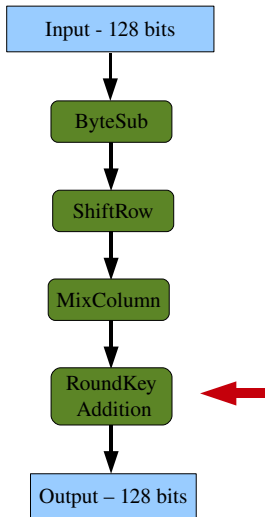 Input - 128 bits
ByteSub
ShiftRow
MixColumn
RoundKey
Addition
Output – 128 bits